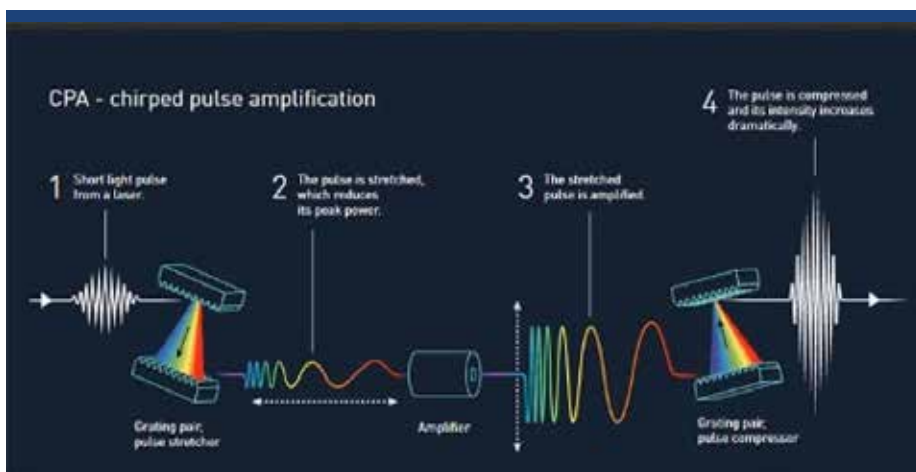 CPA - chirped pulse amplification
1 Short light pulse
from a laser.
2 The pulse is stretched,
which reduces
its peak power.
3 The stretched
pulse is amplified.
4 The pulse is compressed
and its intensity increases
dramatically.
Grating pair,
pulse stretcher
Amplifier
Grating pair,
pulse compressor